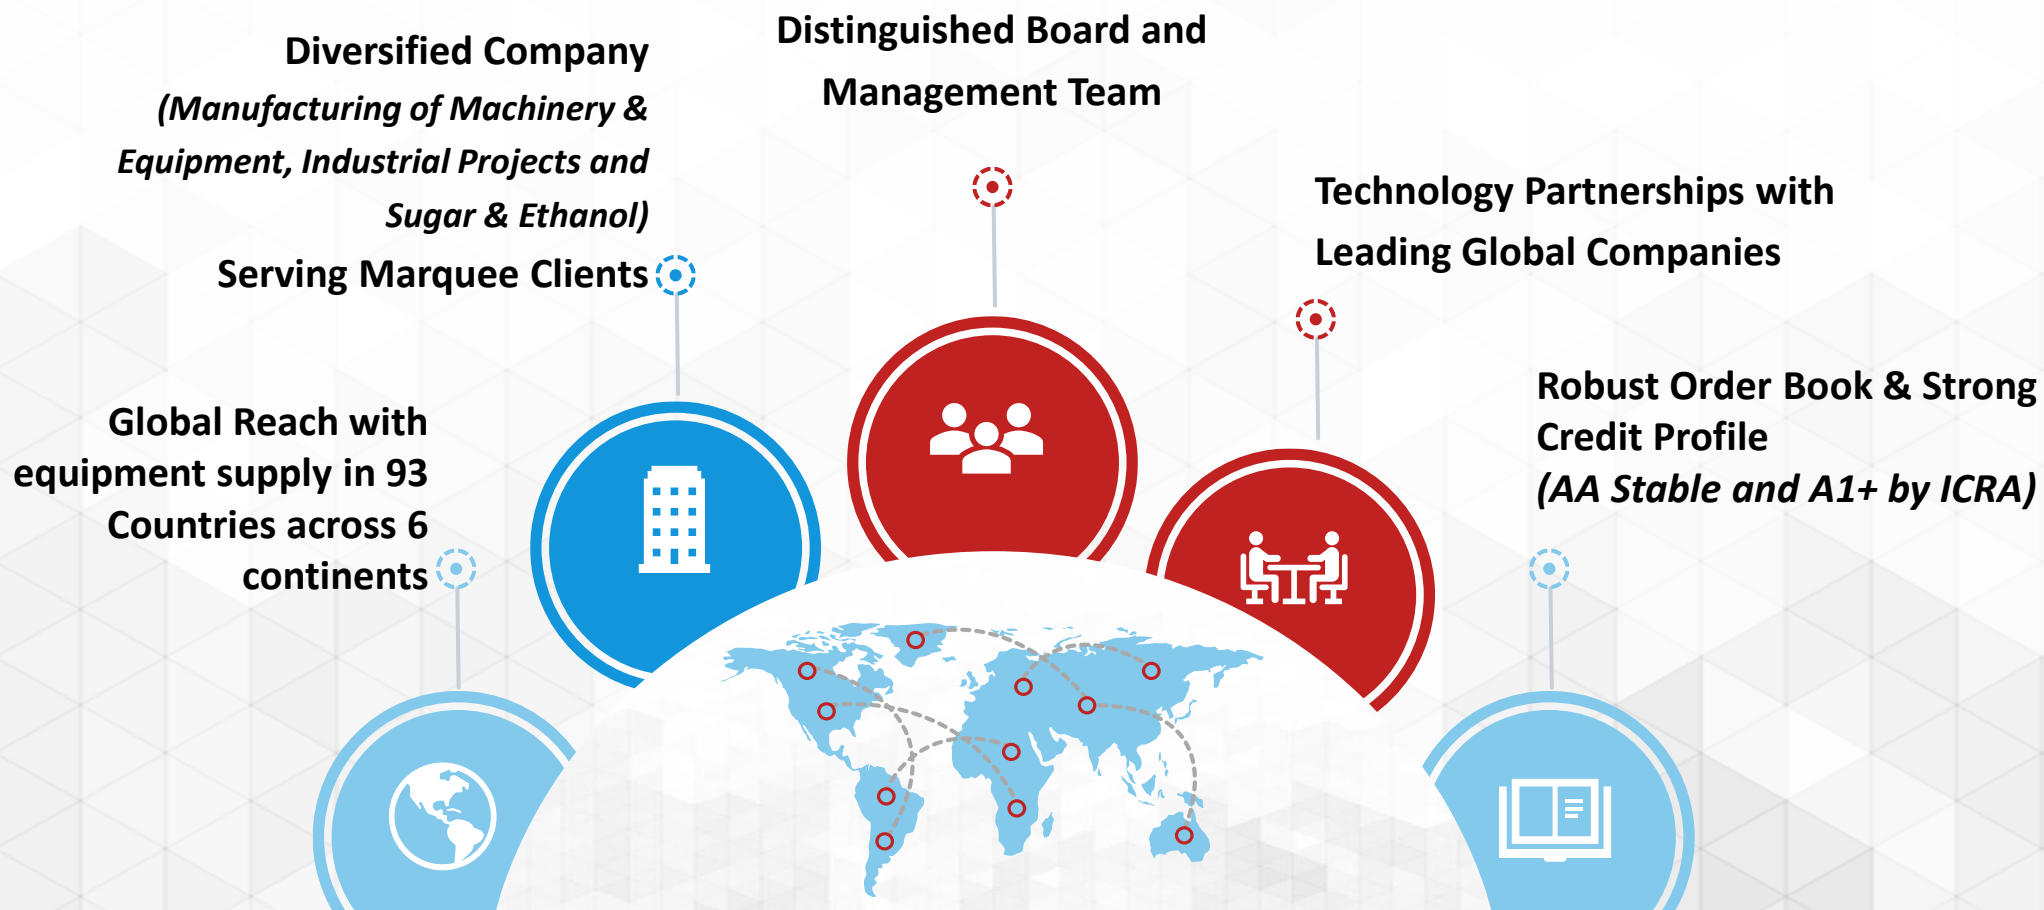 Diversified Company
(Manufacturing of Machinery &
Equipment, Industrial Projects and
Sugar & Ethanol)
Serving Marquee Clients
Distinguished Board and
Management Team
Technology Partnerships with
Leading Global Companies
Global Reach with
equipment supply in 93
Countries across 6
continents
Robust Order Book & Strong
Credit Profile
(AA Stable and A1+ by ICRA)